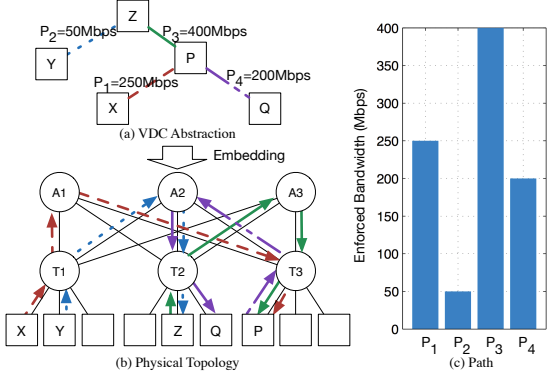 Z
P2=50Mbps P3=400Mbps
Y
P
P1=250Mbps
P4=200Mbps
X
Q
(a) VDC Abstraction
Embedding
A1 A2 A3
T1 T2 T3
X Y Z Q P
(b) Physical Topology
Enforced Bandwidth (Mbps)
400
350
300
250
200
150
100
50
0
P1 P2 P3 P4
(c) Path